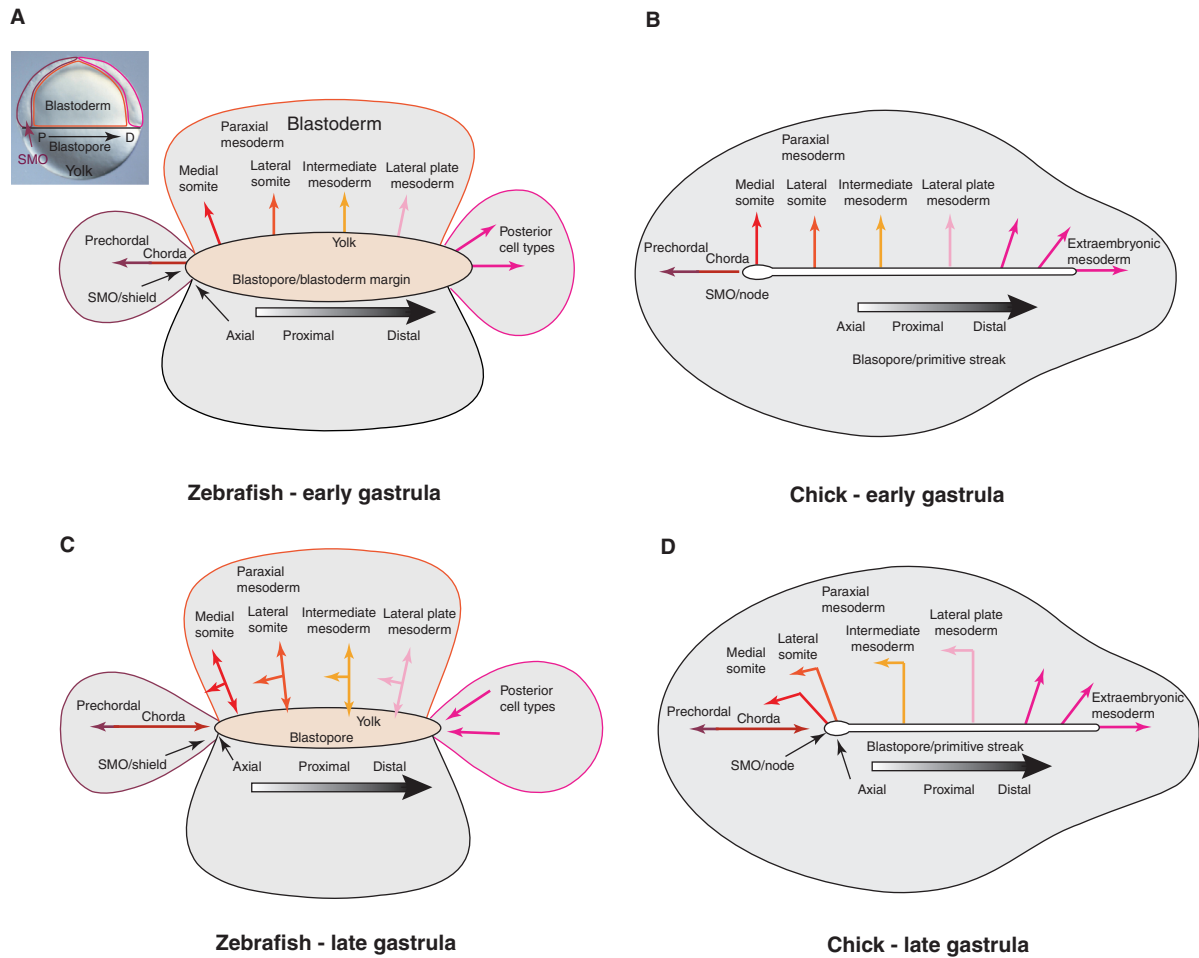 A
Blastoderm
P
D
Blastopore
SMO
Yolk
Blastoderm
Paraxial
mesoderm
Medial
somite
Lateral
somite
Intermediate
mesoderm
Lateral plate
mesoderm
Prechordal
Chorda
SMO/shield
Yolk
Blastopore/blastoderm margin
Posterior
cell types
Axial
Proximal
Distal
Zebrafish - early gastrula
B
Paraxial
mesoderm
Medial
somite
Lateral
somite
Intermediate
mesoderm
Lateral plate
mesoderm
Prechordal
Chorda
Extraembryonic
mesoderm
SMO/node
Axial
Proximal
Distal
Blasopore/primitive streak
Chick - early gastrula
C
Paraxial
mesoderm
Medial
somite
Lateral
somite
Intermediate
mesoderm
Lateral plate
mesoderm
Prechordal
Chorda
SMO/shield
Yolk
Blastopore
Posterior
cell types
Axial
Proximal
Distal
Zebrafish - late gastrula
D
Paraxial
mesoderm
Medial
somite
Lateral
somite
Intermediate
mesoderm
Lateral plate
mesoderm
Prechordal
Chorda
Extraembryonic
mesoderm
Blastopore/primitive streak
SMO/node
Axial
Proximal
Distal
Chick - late gastrula